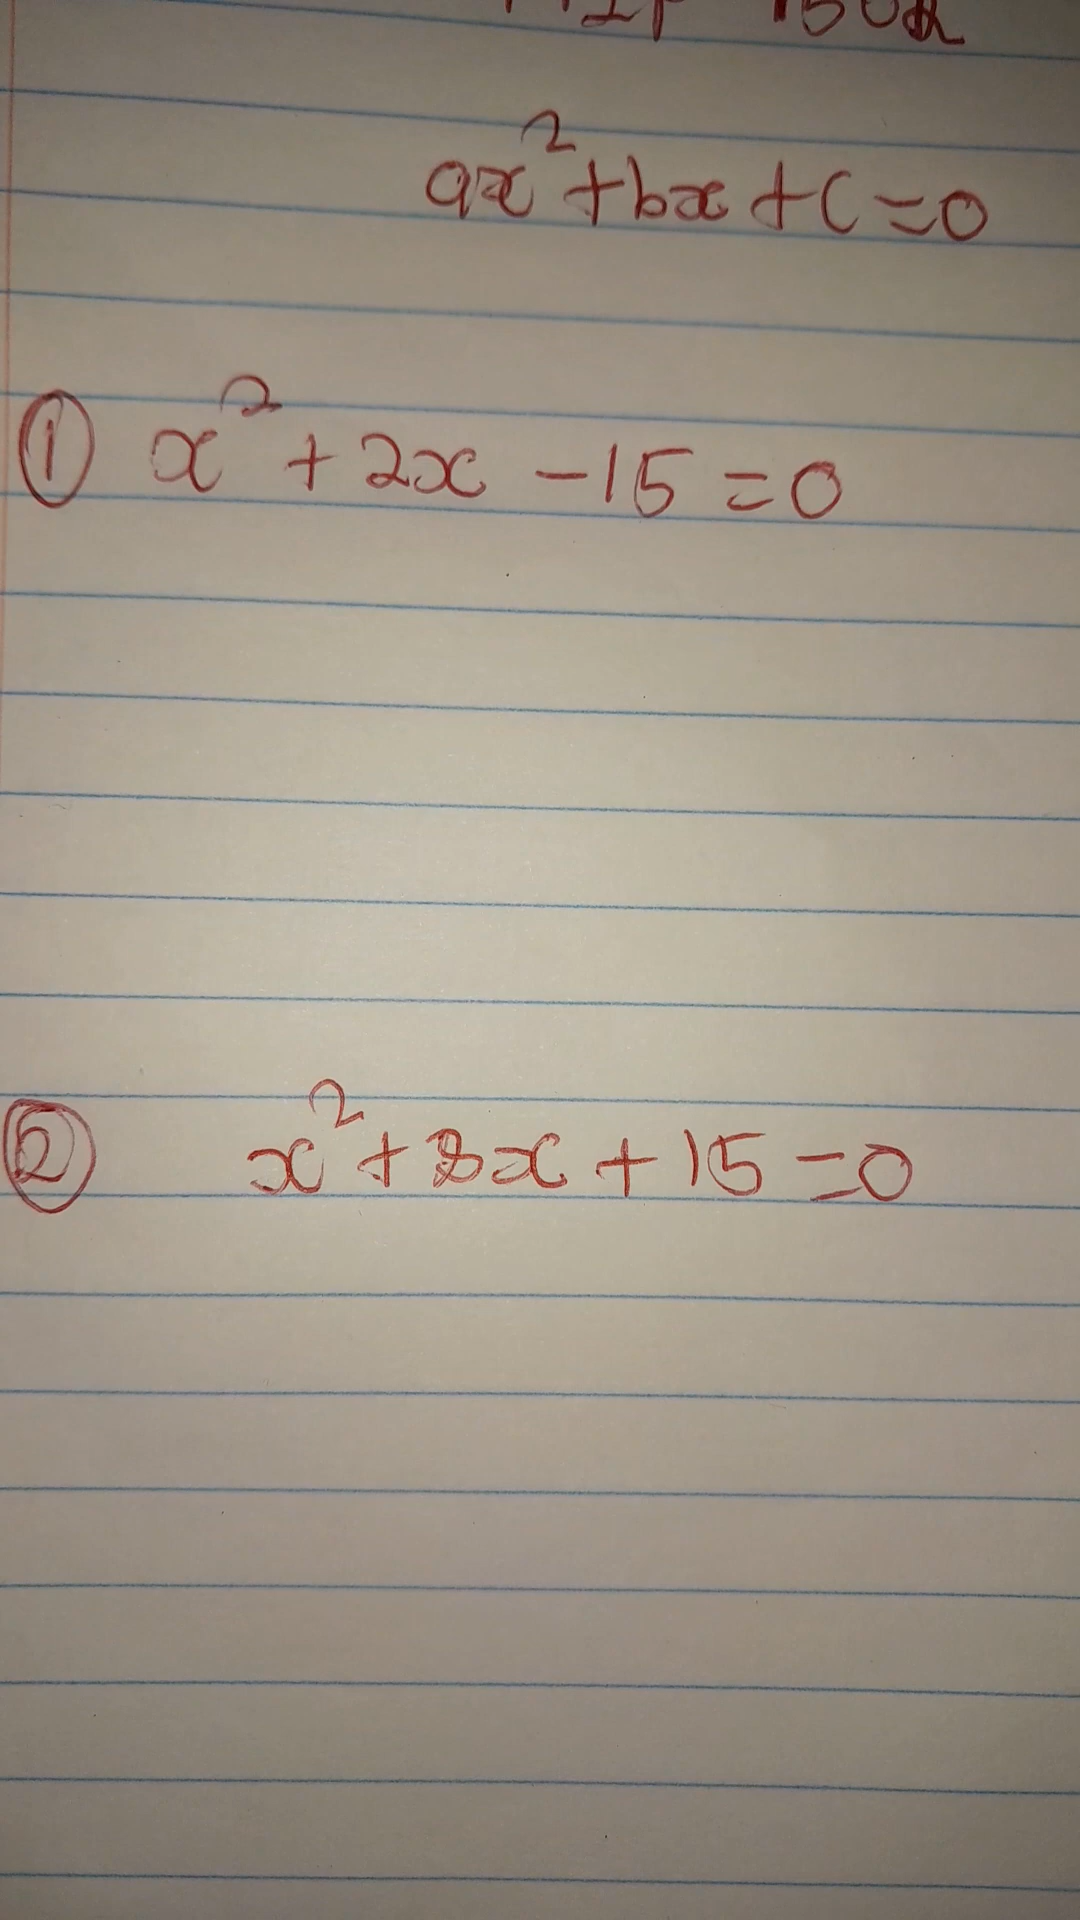 ax² + bx + c = 0
① x² + 2x - 15 = 0
② x² + 8x + 15 = 0